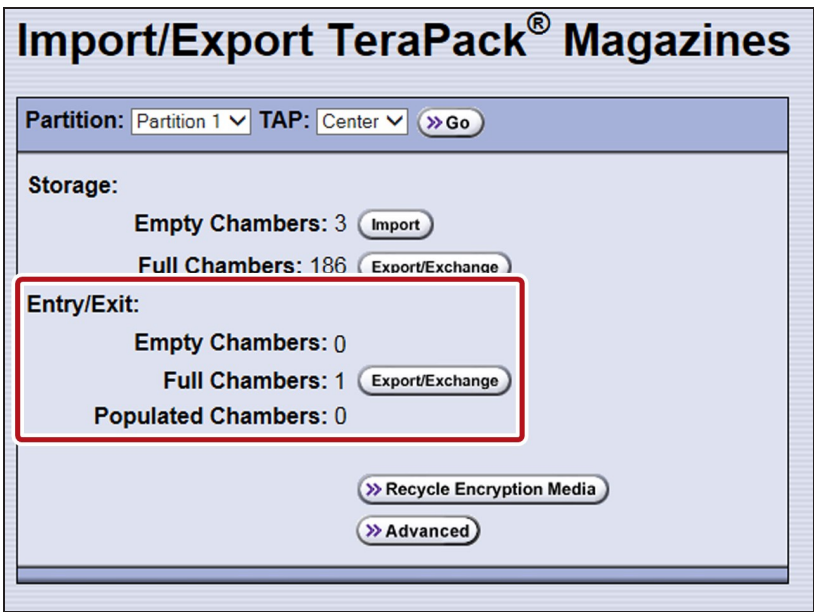 Import/Export TeraPack® Magazines
Partition: Partition 1 TAP: Center >> Go
Storage:
Empty Chambers: 3 Import
Full Chambers: 186 Export/Exchange
Entry/Exit:
Empty Chambers: 0
Full Chambers: 1 Export/Exchange
Populated Chambers: 0
>> Recycle Encryption Media
>> Advanced